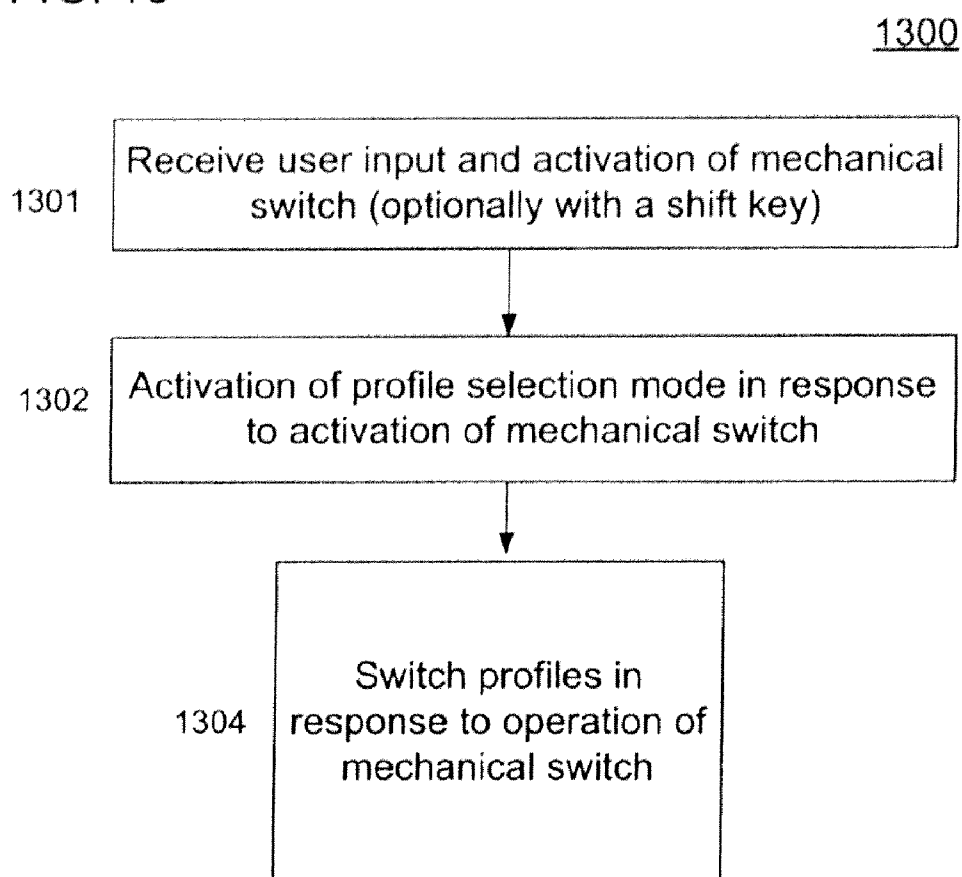 1300
1301
Receive user input and activation of mechanical
switch (optionally with a shift key)
1302
Activation of profile selection mode in response
to activation of mechanical switch
1304
Switch profiles in
response to operation of
mechanical switch